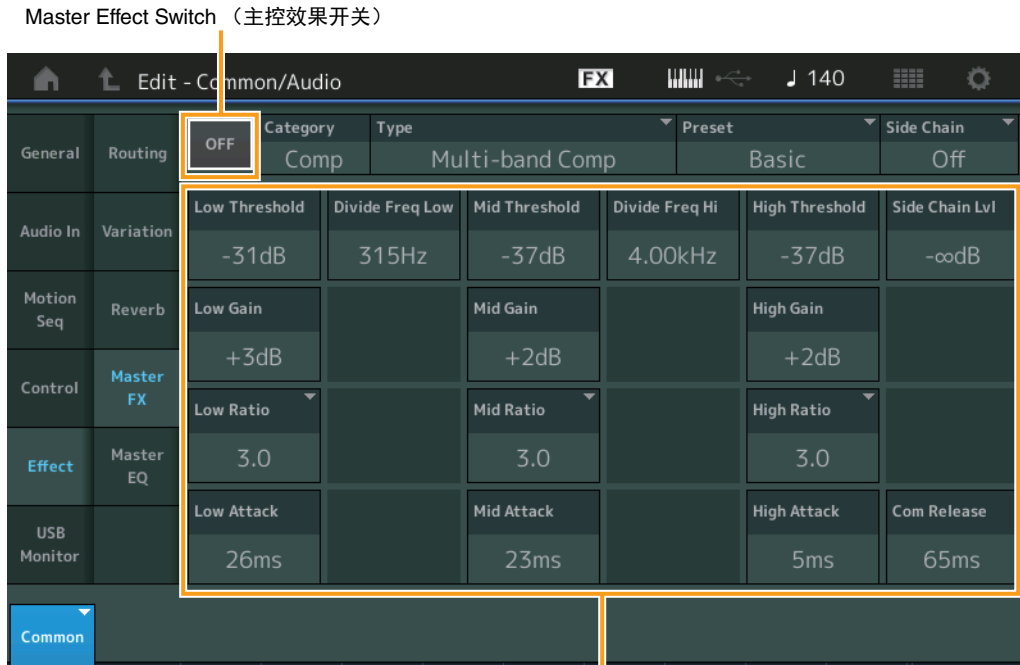 Master Effect Switch （主控效果开关）
Edit - Common/Audio FX ♩ 140
General Routing OFF Category Comp Type Multi-band Comp Preset Basic Side Chain Off
Audio In Variation
Low Threshold Divide Freq Low Mid Threshold Divide Freq Hi High Threshold Side Chain Lvl
-31dB 315Hz -37dB 4.00kHz -37dB -∞dB
Motion Seq Reverb
Low Gain Mid Gain High Gain
+3dB +2dB +2dB
Control Master FX
Low Ratio Mid Ratio High Ratio
3.0 3.0 3.0
Effect Master EQ
Low Attack Mid Attack High Attack Com Release
26ms 23ms 5ms 65ms
USB Monitor
Common